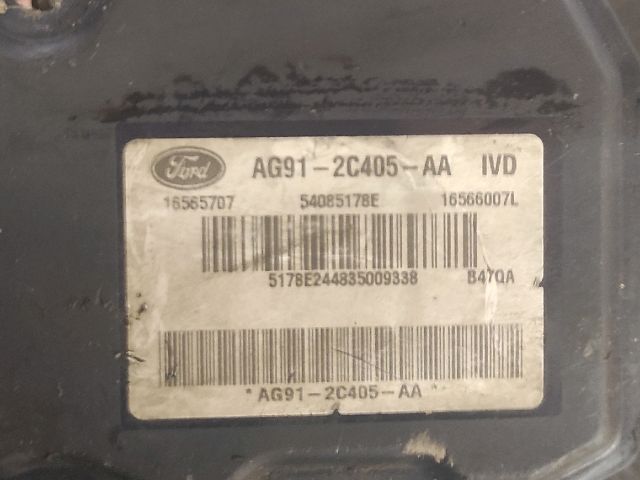 Ford AG91-2C405-AA IVD
16565707 54085178E 16566007L
5178E244835009338 B47QA
*AG91-2C405-AA*